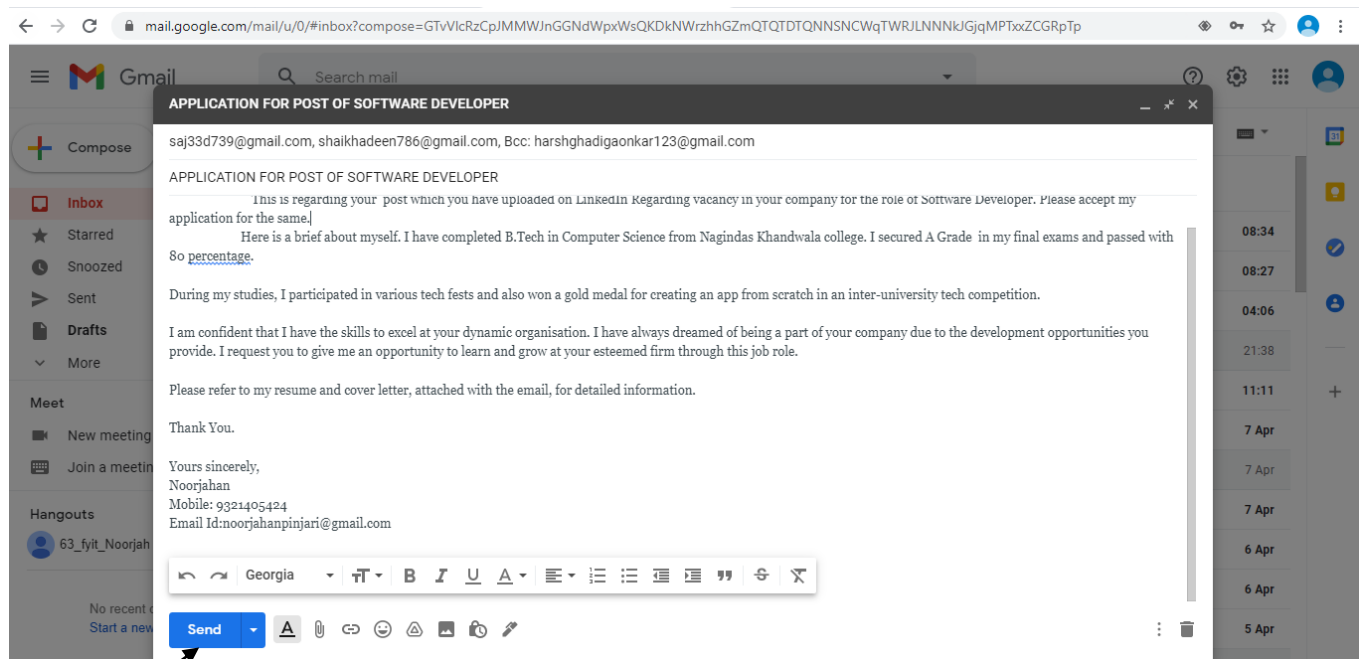 mail.google.com/mail/u/0/#inbox?compose=GTvVlcRzCpJMMWJnGGNdWpxWsQKDkNWrzhhGZmQTQTDTQNNSNCWqTWRJLNNNkJGjqMPTxxZCGRpTp
Gmail
Search mail
APPLICATION FOR POST OF SOFTWARE DEVELOPER
saj33d739@gmail.com, shaikhadeen786@gmail.com, Bcc: harshghadigaonkar123@gmail.com
31
Compose
APPLICATION FOR POST OF SOFTWARE DEVELOPER
This is regarding your post which you have uploaded on LinkedIn Regarding vacancy in your company for the role of Software Developer. Please accept my
application for the same.
Here is a brief about myself. I have completed B.Tech in Computer Science from Nagindas Khandwala college. I secured A Grade in my final exams and passed with
80 percentage.
During my studies, I participated in various tech fests and also won a gold medal for creating an app from scratch in an inter-university tech competition.
I am confident that I have the skills to excel at your dynamic organisation. I have always dreamed of being a part of your company due to the development opportunities you
provide. I request you to give me an opportunity to learn and grow at your esteemed firm through this job role.
Please refer to my resume and cover letter, attached with the email, for detailed information.
Thank You.
Yours sincerely,
Noorjahan
Mobile: 9321405424
Email Id:noorjahanpinjari@gmail.com
Inbox
Starred
Snoozed
Sent
Drafts
More
Meet
New meeting
Join a meetin
Hangouts
63_fyit_Noorjah
No recent c
Start a new
08:34
08:27
04:06
21:38
11:11
7 Apr
7 Apr
7 Apr
6 Apr
6 Apr
5 Apr
Georgia
B I U A
Send
A